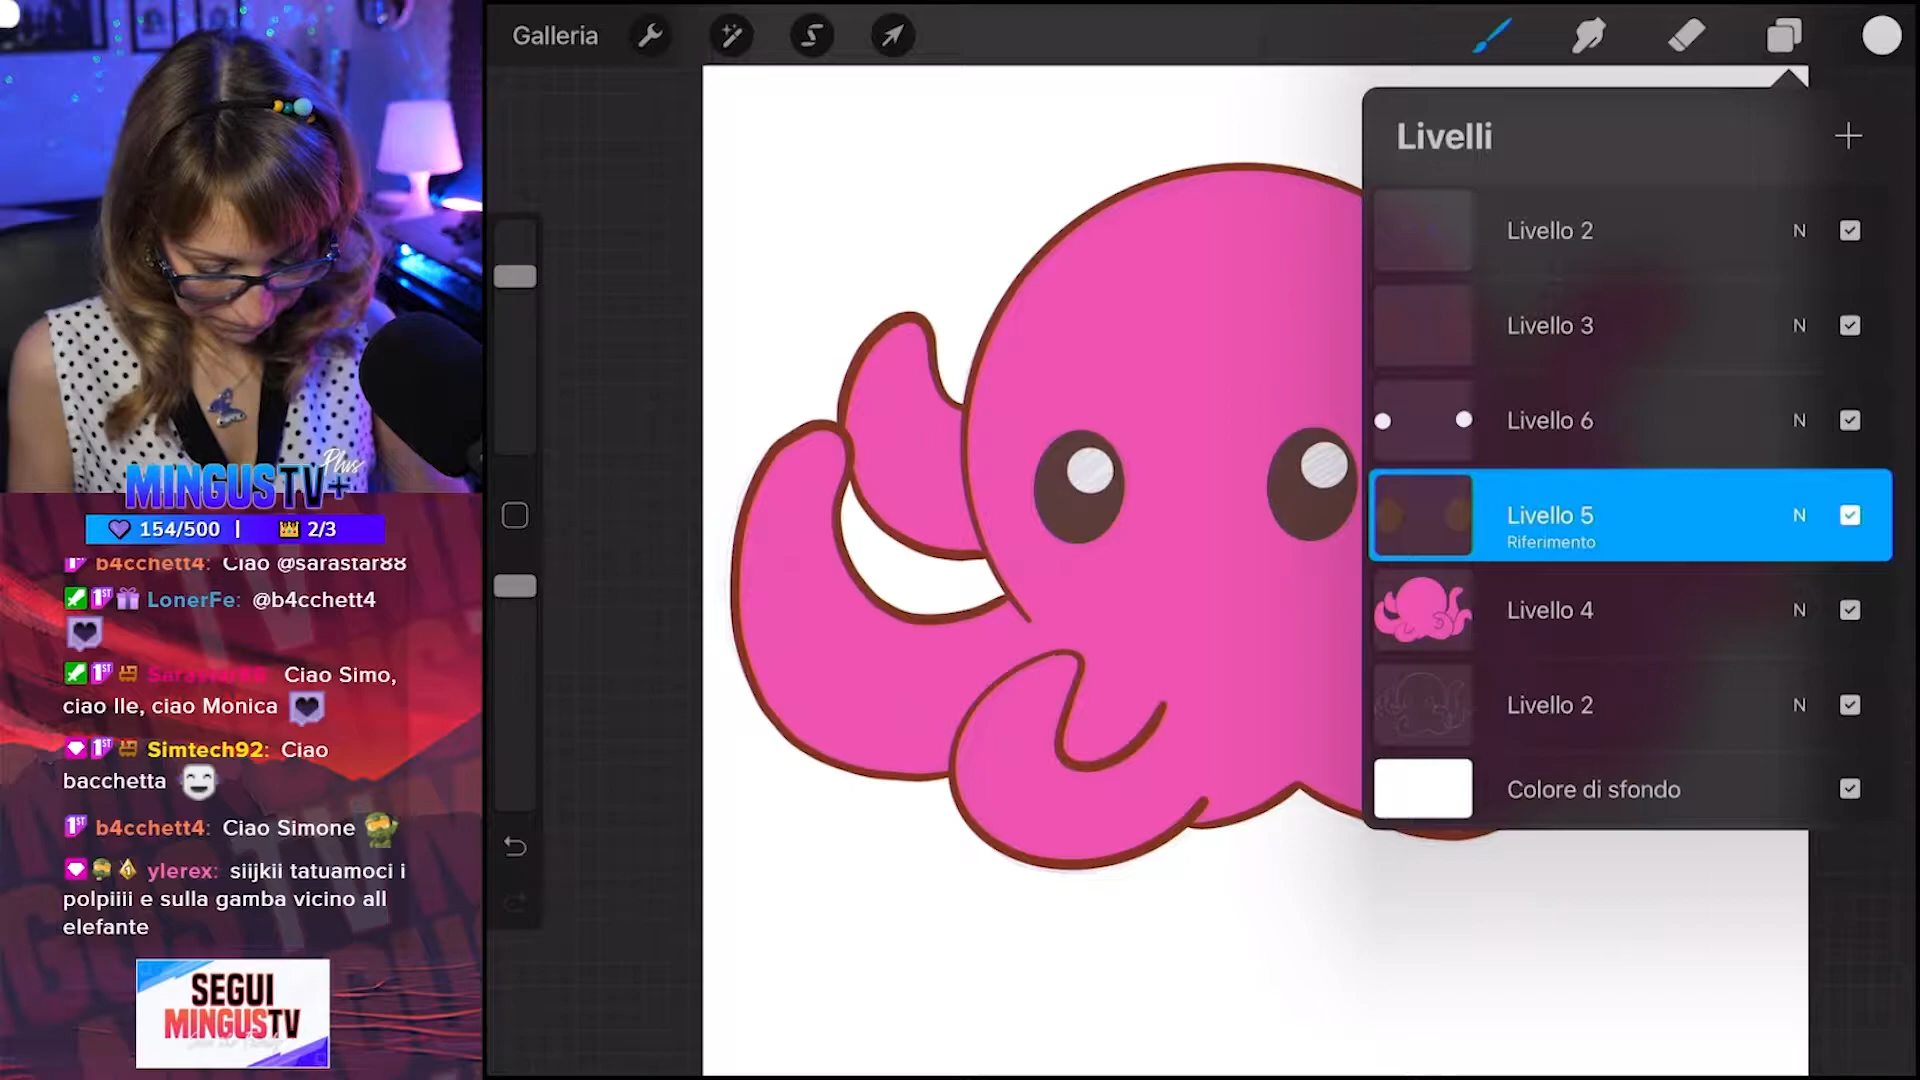 Galleria
Livelli
Livello 2 N
Livello 3 N
Livello 6 N
Livello 5 N
Riferimento
Livello 4 N
Livello 2 N
Colore di sfondo
MINGUSTV+
Plus
154/500 | 2/3
b4cchett4: Ciao @sarastar88
LonerFe: @b4cchett4
Sarastar88: Ciao Simo,
ciao Ile, ciao Monica
Simtech92: Ciao
bacchetta
b4cchett4: Ciao Simone
ylerex: siijkii tatuamoci i
polpiiii e sulla gamba vicino all
elefante
SEGUI
MINGUSTV